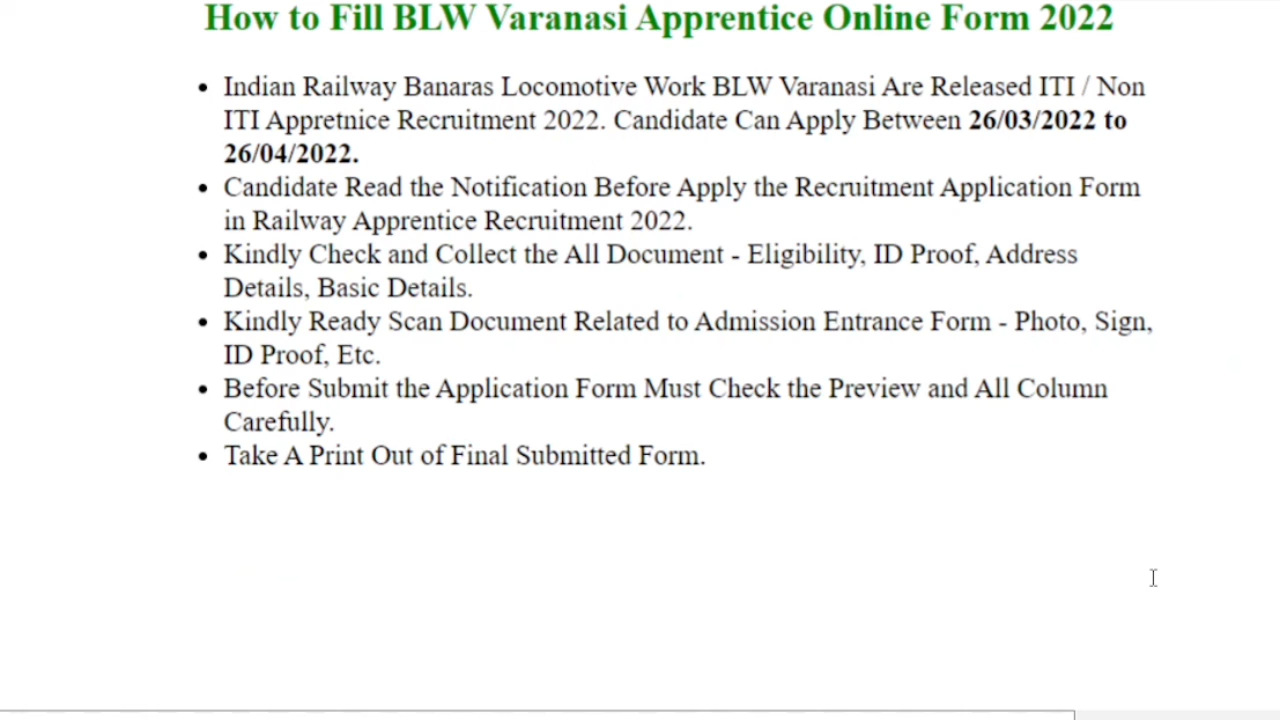 How to Fill BLW Varanasi Apprentice Online Form 2022
• Indian Railway Banaras Locomotive Work BLW Varanasi Are Released ITI / Non
ITI Appretnice Recruitment 2022. Candidate Can Apply Between 26/03/2022 to
26/04/2022.
• Candidate Read the Notification Before Apply the Recruitment Application Form
in Railway Apprentice Recruitment 2022.
• Kindly Check and Collect the All Document - Eligibility, ID Proof, Address
Details, Basic Details.
• Kindly Ready Scan Document Related to Admission Entrance Form - Photo, Sign,
ID Proof, Etc.
• Before Submit the Application Form Must Check the Preview and All Column
Carefully.
• Take A Print Out of Final Submitted Form.